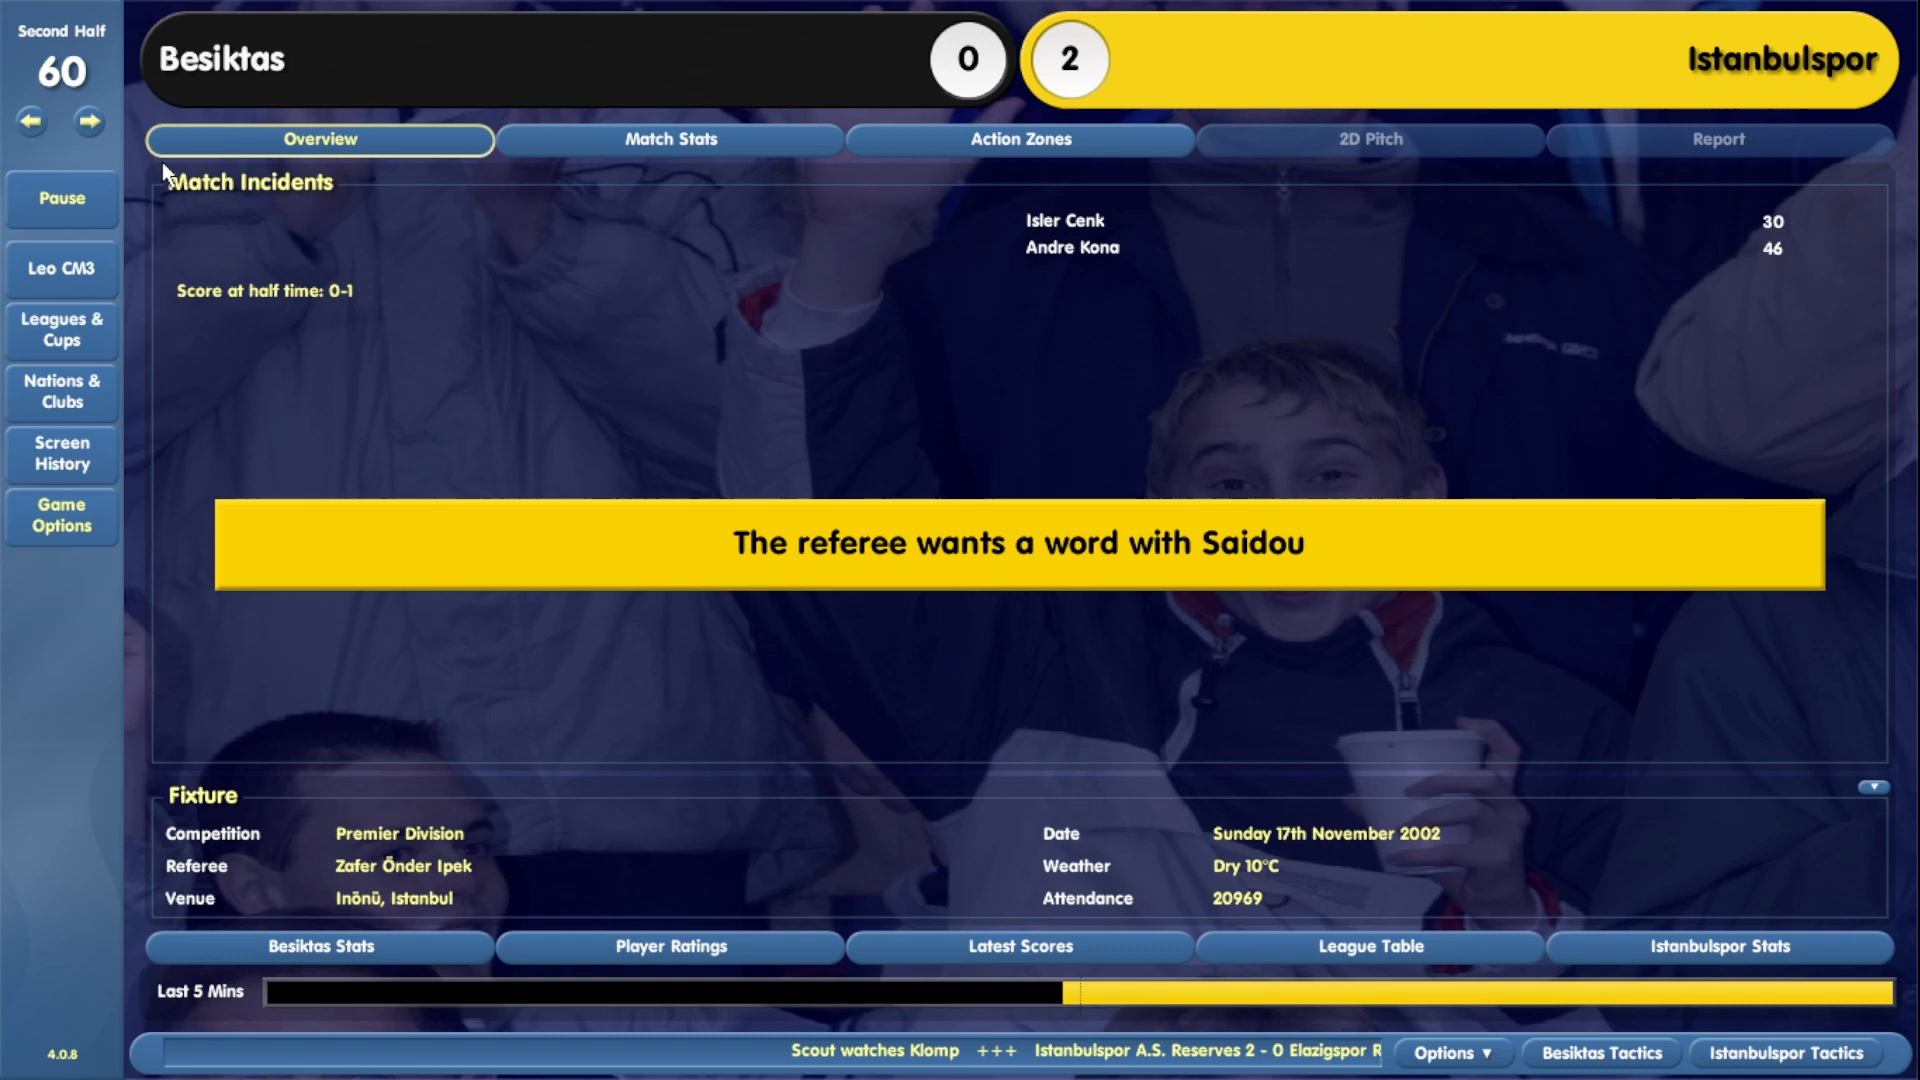 Second Half
60
Besiktas
0
2
Istanbulspor
Overview
Match Stats
Action Zones
2D Pitch
Report
Match Incidents
Pause
Leo CM3
Leagues &
Cups
Nations &
Clubs
Screen
History
Game
Options
Isler Cenk
30
Andre Kona
46
Score at half time: 0-1
The referee wants a word with Saidou
Fixture
Competition
Premier Division
Date
Sunday 17th November 2002
Referee
Zafer Önder Ipek
Weather
Dry 10°C
Venue
Inönü, Istanbul
Attendance
20969
Besiktas Stats
Player Ratings
Latest Scores
League Table
Istanbulspor Stats
Last 5 Mins
4.0.8
Scout watches Klomp +++ Istanbulspor A.S. Reserves 2 - 0 Elazigspor R
Options ▼
Besiktas Tactics
Istanbulspor Tactics